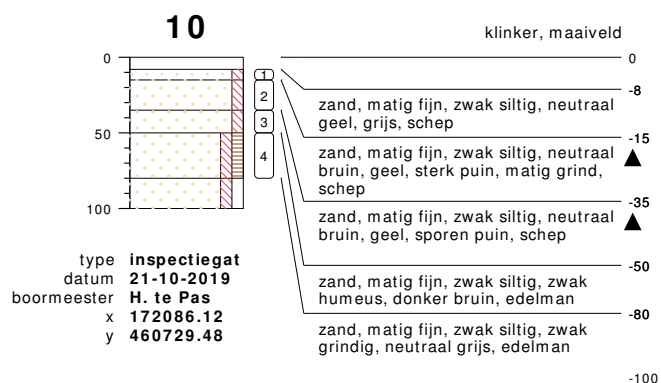 10
klinker, maaiveld
0
0
-8
1
zand, matig fijn, zwak siltig, neutraal
geel, grijs, schep
2
-15
zand, matig fijn, zwak siltig, neutraal
bruin, geel, sterk puin, matig grind,
schep
3
50
-35
4
zand, matig fijn, zwak siltig, neutraal
bruin, geel, sporen puin, schep
100
-50
zand, matig fijn, zwak siltig, zwak
humeus, donker bruin, edelman
-80
zand, matig fijn, zwak siltig, zwak
grindig, neutraal grijs, edelman
-100
type inspectiegat
datum 21-10-2019
boormeester H. te Pas
x 172086.12
y 460729.48